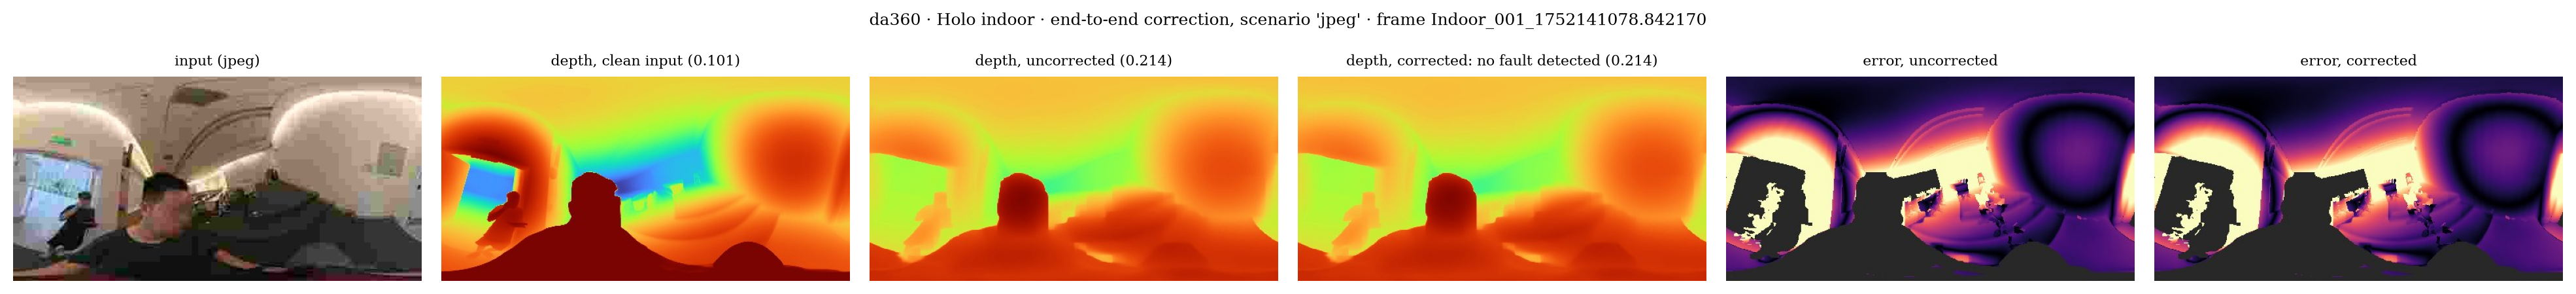 da360 · Holo indoor · end-to-end correction, scenario 'jpeg' · frame Indoor_001_1752141078.842170
input (jpeg)
depth, clean input (0.101)
depth, uncorrected (0.214)
depth, corrected: no fault detected (0.214)
error, uncorrected
error, corrected